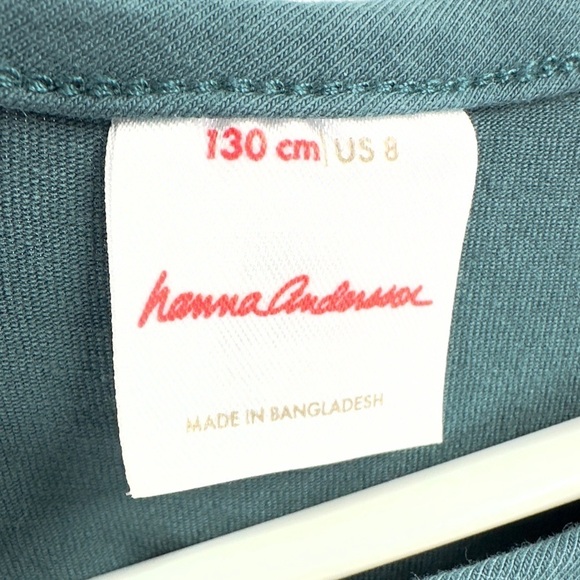 130 cm | US 8
hanna andersson
MADE IN BANGLADESH